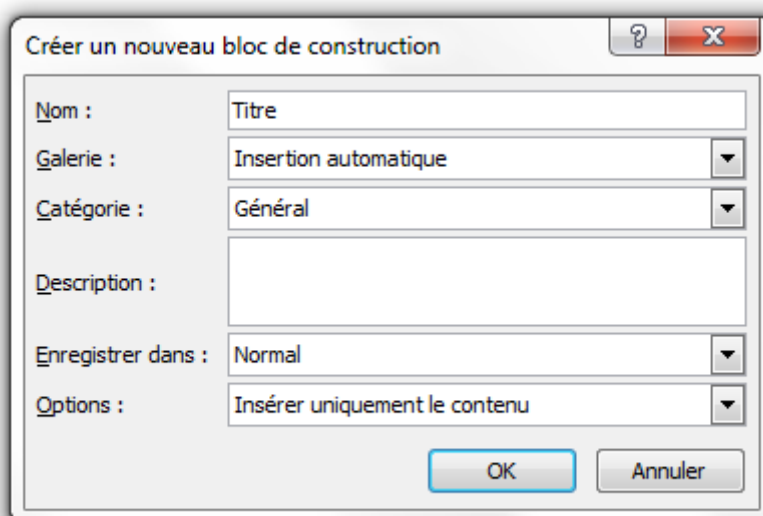 Créer un nouveau bloc de construction
Nom : Titre
Galerie : Insertion automatique
Catégorie : Général
Description :
Enregistrer dans : Normal
Options : Insérer uniquement le contenu
OK Annuler